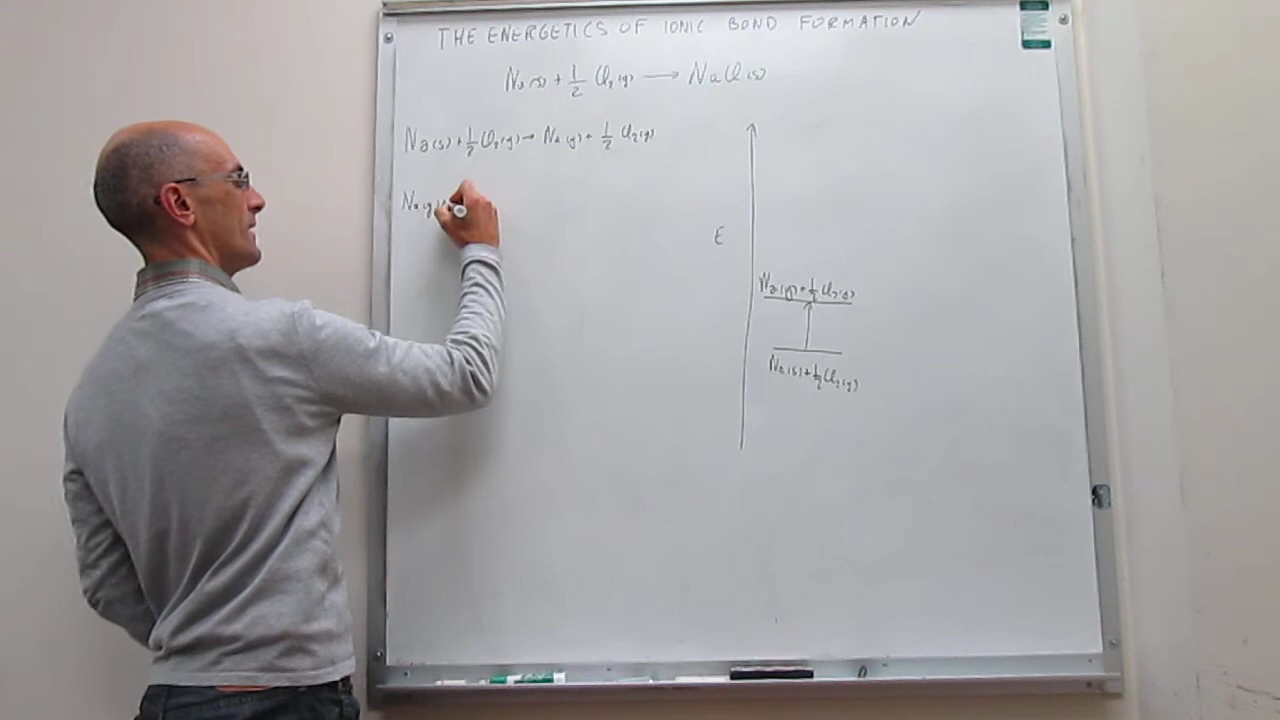 THE ENERGETICS OF IONIC BOND FORMATION
Na(s) + 1/2 Cl2(g) ⟶ NaCl(s)
Na(s) + 1/2 Cl2(g) → Na(g) + 1/2 Cl2(g)
Na(g)
E
Na(g) + 1/2 Cl2(g)
Na(s) + 1/2 Cl2(g)